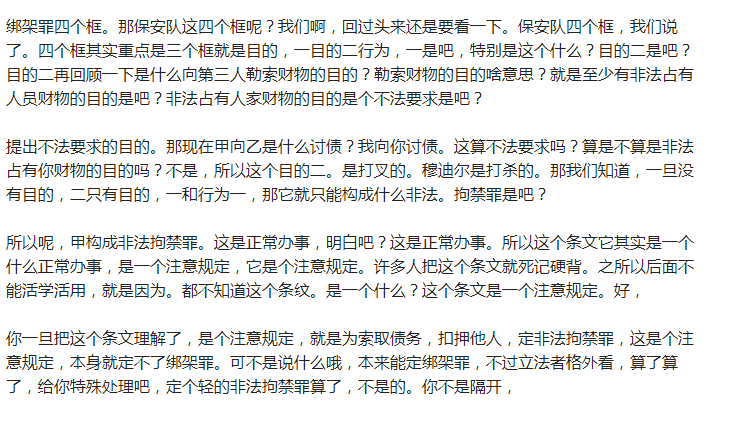 绑架罪四个框。那保安队这四个框呢？我们啊，回过头来还是要看一下。保安队四个框，我们说
了。四个框其实重点是三个框就是目的，一目的二行为，一是吧，特别是这个什么？目的二是吧？
目的二再回顾一下是什么向第三人勒索财物的目的？勒索财物的目的啥意思？就是至少有非法占有
人员财物的目的是吧？非法占有人家财物的目的是个不法要求是吧？
提出不法要求的目的。那现在甲向乙是什么讨债？我向你讨债。这算不法要求吗？算是不算是非法
占有你财物的目的吗？不是，所以这个目的二。是打叉的。穆迪尔是打杀的。那我们知道，一旦没
有目的，二只有目的，一和行为一，那它就只能构成什么非法。拘禁罪是吧？
所以呢，甲构成非法拘禁罪。这是正常办事，明白吧？这是正常办事。所以这个条文它其实是一个
什么正常办事，是一个注意规定，它是个注意规定。许多人把这个条文就死记硬背。之所以后面不
能活学活用，就是因为。都不知道这个条纹。是一个什么？这个条文是一个注意规定。好，
你一旦把这个条文理解了，是个注意规定，就是为索取债务，扣押他人，定非法拘禁罪，这是个注
意规定，本身就定不了绑架罪。可不是说什么哦，本来能定绑架罪，不过立法者格外看，算了算
了，给你特殊处理吧，定个轻的非法拘禁罪算了，不是的。你不是隔开，